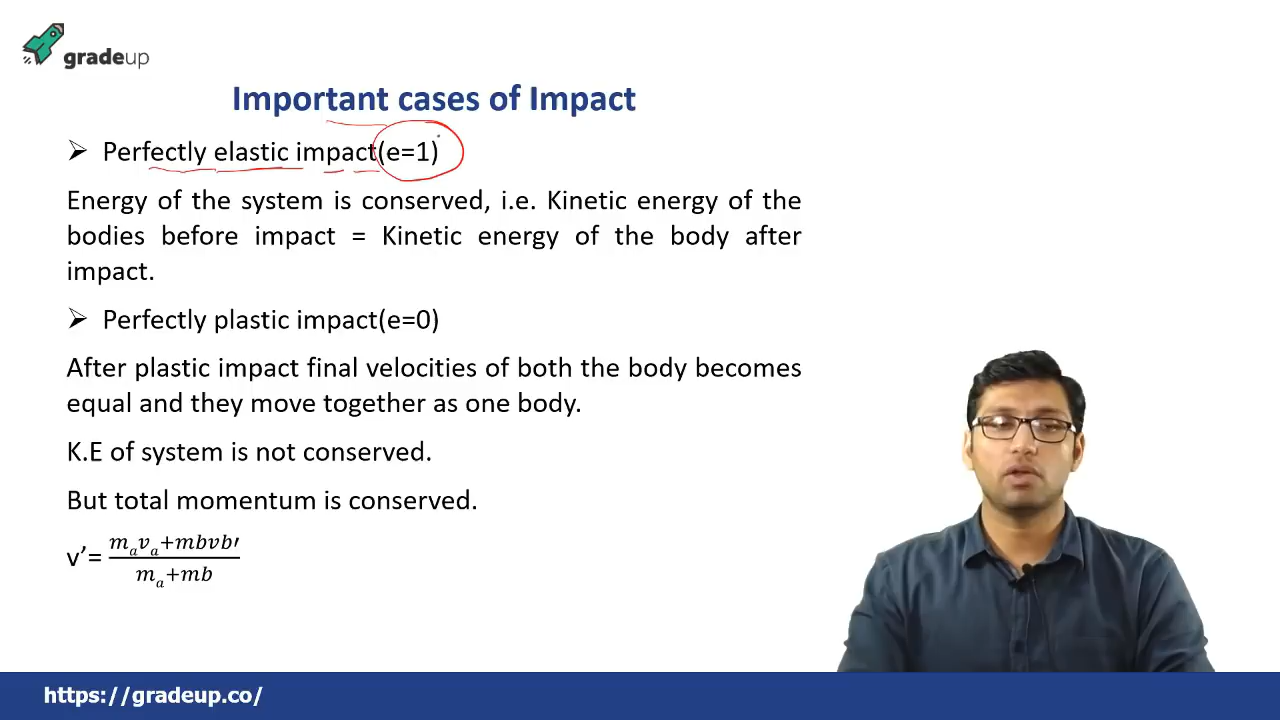 gradeup
Important cases of Impact
➢ Perfectly elastic impact(e=1)
Energy of the system is conserved, i.e. Kinetic energy of the
bodies before impact = Kinetic energy of the body after
impact.
➢ Perfectly plastic impact(e=0)
After plastic impact final velocities of both the body becomes
equal and they move together as one body.
K.E of system is not conserved.
But total momentum is conserved.
v’= (mₐvₐ+mbvb′)/(mₐ+mb)
https://gradeup.co/